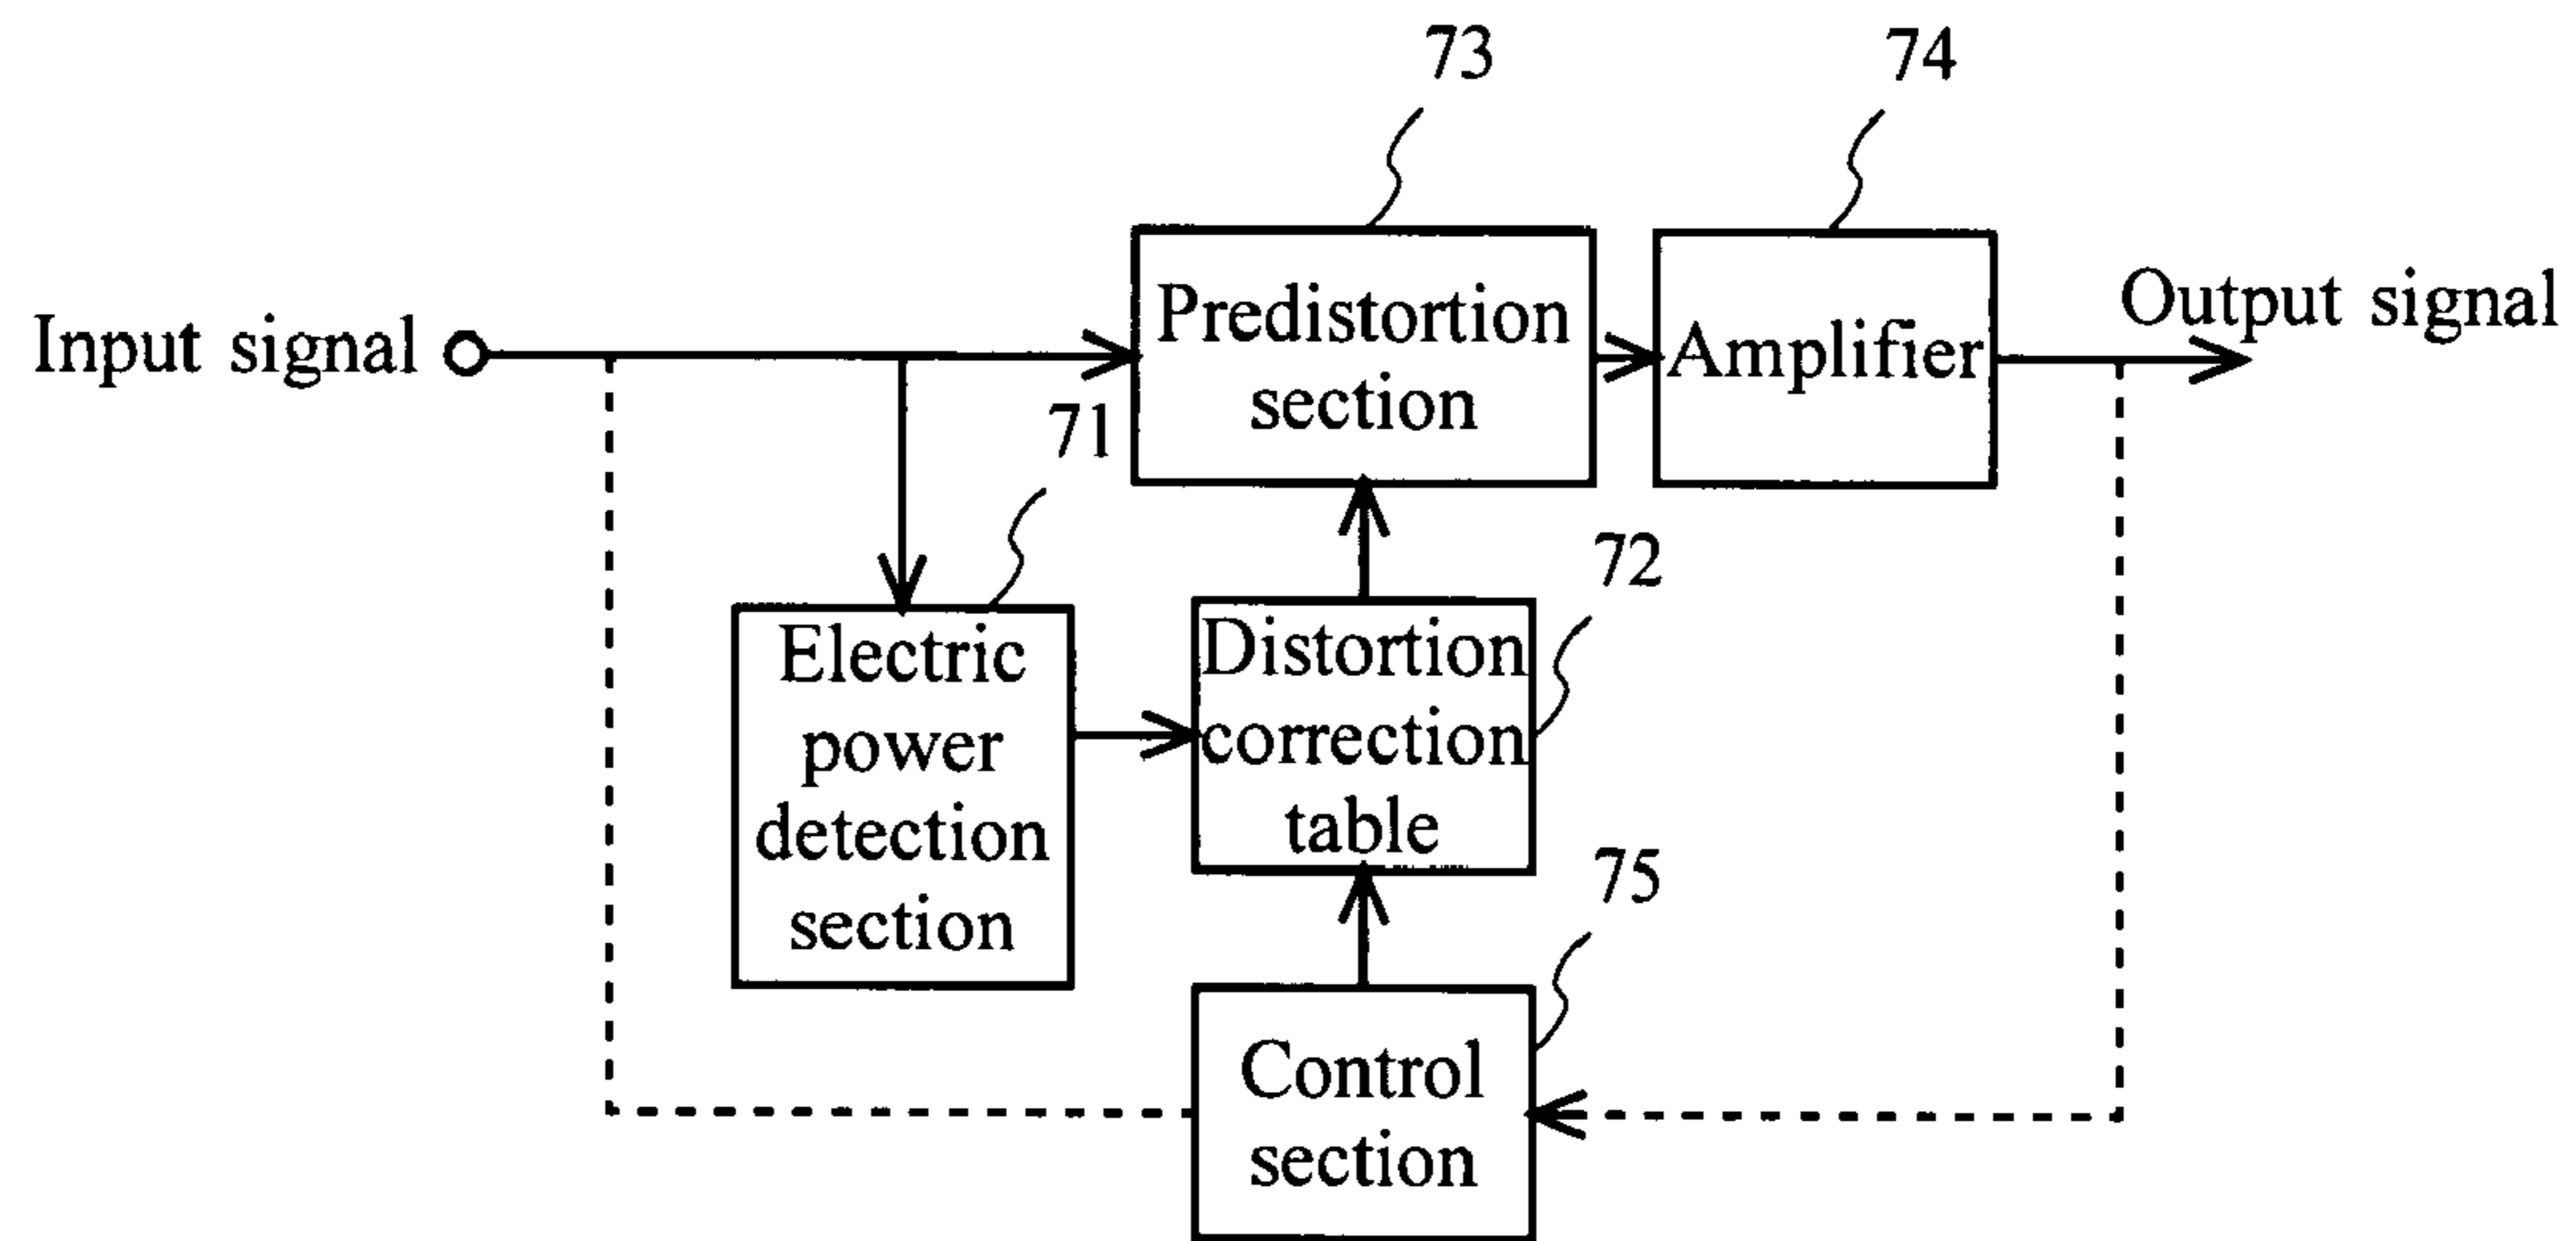 73
74
Input signal
Predistortion
section
Amplifier
Output signal
71
72
Electric
power
detection
section
Distortion
correction
table
75
Control
section